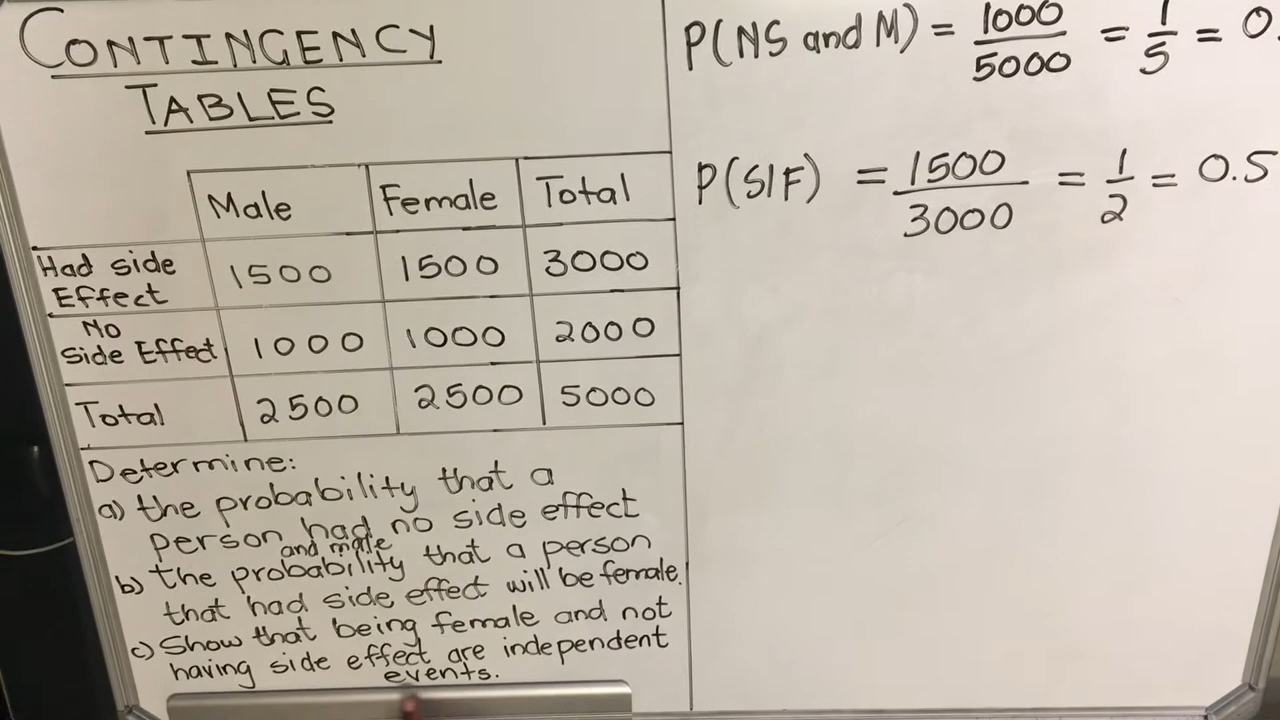 CONTINGENCY
TABLES
Male Female Total
Had side
Effect 1500 1500 3000
No
Side Effect 1000 1000 2000
Total 2500 2500 5000
Determine:
a) the probability that a
person had no side effect
and male
b) the probability that a person
that had side effect will be female.
c) Show that being female and not
having side effect are independent
events.
P(NS and M) = 1000/5000 = 1/5 = 0.
P(S/F) = 1500/3000 = 1/2 = 0.5